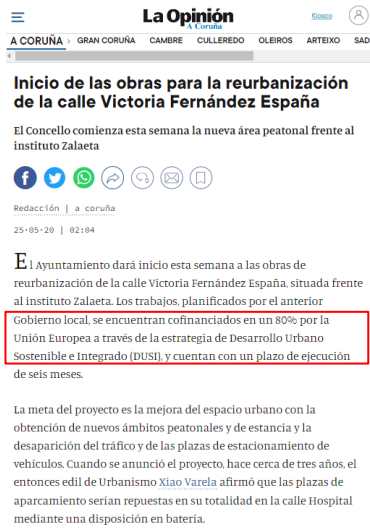 La Opinión
A Coruña
Kiosco
A CORUÑA > GRAN CORUÑA CAMBRE CULLEREDO OLEIROS ARTEIXO SAD
Inicio de las obras para la reurbanización
de la calle Victoria Fernández España
El Concello comienza esta semana la nueva área peatonal frente al
instituto Zalaeta
Redacción | a coruña
25·05·20 | 02:04
El Ayuntamiento dará inicio esta semana a las obras de
reurbanización de la calle Victoria Fernández España, situada frente
al instituto Zalaeta. Los trabajos, planificados por el anterior
Gobierno local, se encuentran cofinanciados en un 80% por la
Unión Europea a través de la estrategia de Desarrollo Urbano
Sostenible e Integrado (DUSI), y cuentan con un plazo de ejecución
de seis meses.
La meta del proyecto es la mejora del espacio urbano con la
obtención de nuevos ámbitos peatonales y de estancia y la
desaparición del tráfico y de las plazas de estacionamiento de
vehículos. Cuando se anunció el proyecto, hace cerca de tres años, el
entonces edil de Urbanismo Xiao Varela afirmó que las plazas de
aparcamiento serían repuestas en su totalidad en la calle Hospital
mediante una disposición en batería.